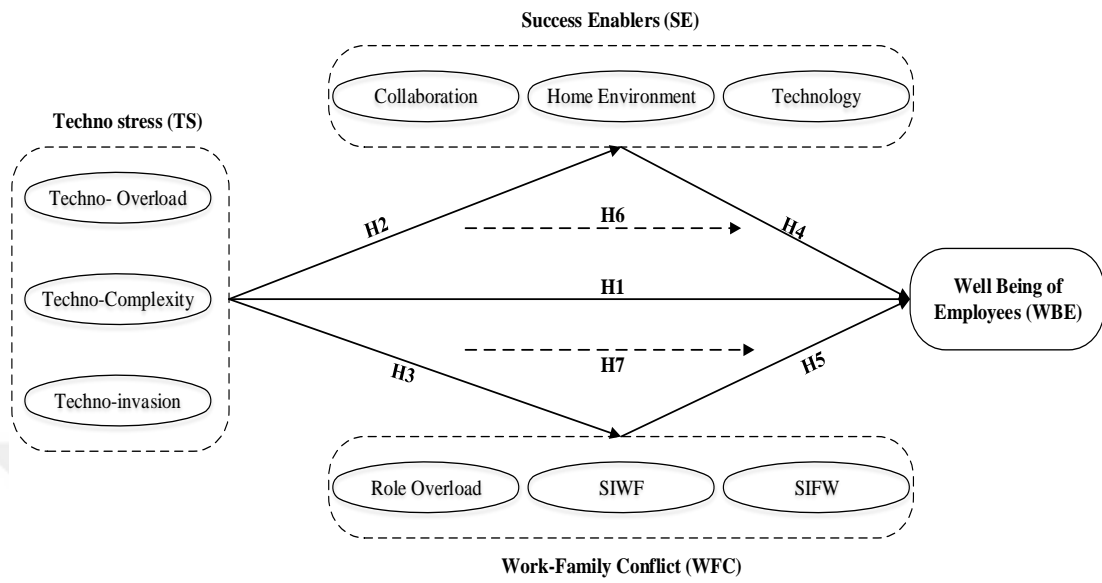 Success Enablers (SE)
Collaboration
Home Environment
Technology
Techno stress (TS)
Techno- Overload
Techno-Complexity
Techno-invasion
H2
H6
H4
H1
H3
H7
H5
Well Being of
Employees (WBE)
Role Overload
SIWF
SIFW
Work-Family Conflict (WFC)